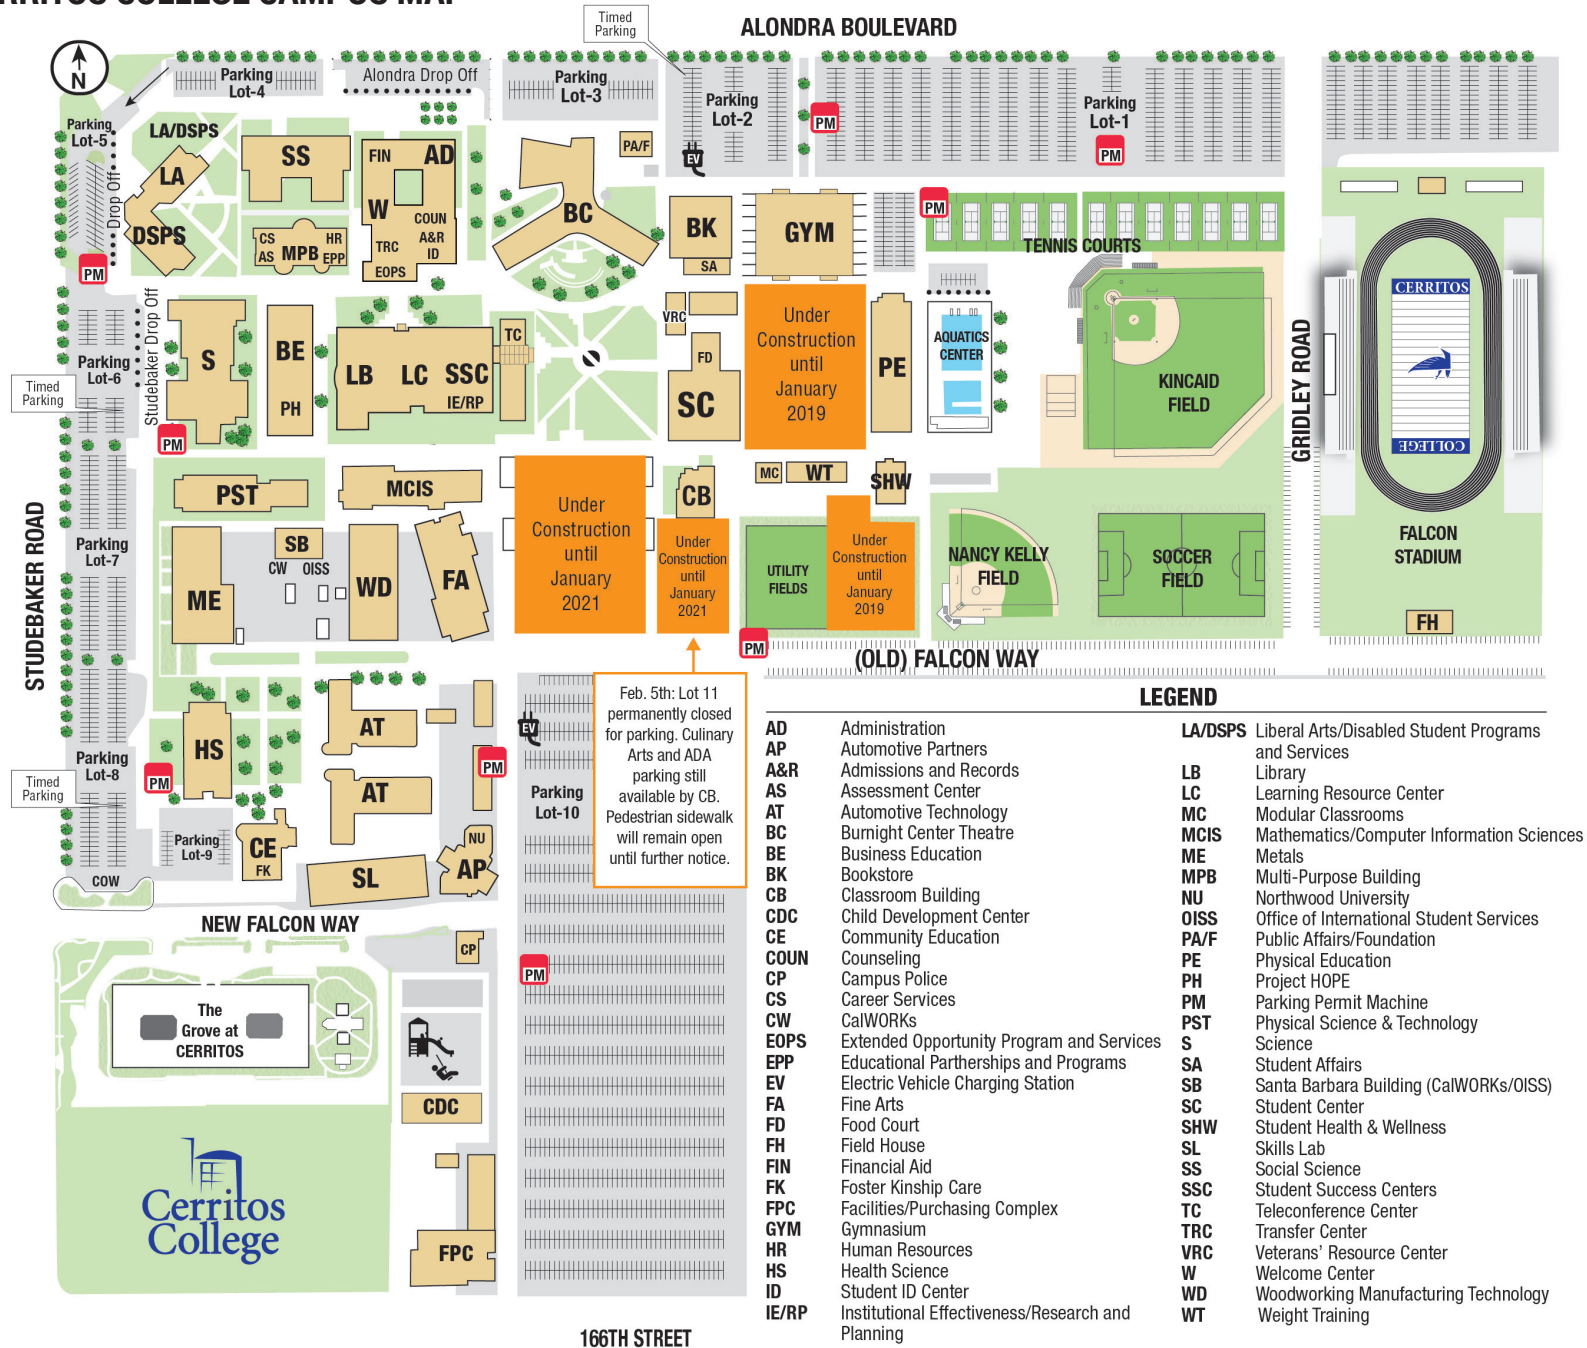 RRITOS COLLEGE CAMPUS MAP
ALONDRA BOULEVARD
Timed
Parking
N
Parking
Lot-4
Alondra Drop Off
Parking
Lot-3
Parking
Lot-2
EV
PM
Parking
Lot-1
PM
Parking
Lot-5
Drop Off
PM
LA/DSPS
LA
DSPS
SS
FIN
AD
W
COUN
A&R
ID
TRC
EOPS
CS
AS
MPB
HR
EPP
BC
PA/F
BK
SA
GYM
PM
TENNIS COURTS
CERRITOS
COLLEGE
FALCON
STADIUM
FH
GRIDLEY ROAD
Studebaker Drop Off
Parking
Lot-6
Timed
Parking
PM
S
BE
PH
LB
LC
SSC
IE/RP
TC
VRC
FD
SC
Under
Construction
until
January
2019
PE
AQUATICS
CENTER
KINCAID
FIELD
STUDEBAKER ROAD
PST
MCIS
MC
WT
SHW
CB
Under
Construction
until
January
2021
Under
Construction
until
January
2021
UTILITY
FIELDS
Under
Construction
until
January
2019
NANCY KELLY
FIELD
SOCCER
FIELD
Parking
Lot-7
ME
SB
CW
OISS
WD
FA
PM
(OLD) FALCON WAY
Feb. 5th: Lot 11
permanently closed
for parking. Culinary
Arts and ADA
parking still
available by CB.
Pedestrian sidewalk
will remain open
until further notice.
EV
Parking
Lot-10
PM
Parking
Lot-8
Timed
Parking
PM
HS
AT
AT
PM
Parking
Lot-9
CE
FK
SL
NU
AP
COW
NEW FALCON WAY
CP
The
Grove at
CERRITOS
CDC
Cerritos
College
FPC
166TH STREET
LEGEND
AD Administration
AP Automotive Partners
A&R Admissions and Records
AS Assessment Center
AT Automotive Technology
BC Burnight Center Theatre
BE Business Education
BK Bookstore
CB Classroom Building
CDC Child Development Center
CE Community Education
COUN Counseling
CP Campus Police
CS Career Services
CW CalWORKs
EOPS Extended Opportunity Program and Services
EPP Educational Partherships and Programs
EV Electric Vehicle Charging Station
FA Fine Arts
FD Food Court
FH Field House
FIN Financial Aid
FK Foster Kinship Care
FPC Facilities/Purchasing Complex
GYM Gymnasium
HR Human Resources
HS Health Science
ID Student ID Center
IE/RP Institutional Effectiveness/Research and
Planning
LA/DSPS Liberal Arts/Disabled Student Programs
and Services
LB Library
LC Learning Resource Center
MC Modular Classrooms
MCIS Mathematics/Computer Information Sciences
ME Metals
MPB Multi-Purpose Building
NU Northwood University
OISS Office of International Student Services
PA/F Public Affairs/Foundation
PE Physical Education
PH Project HOPE
PM Parking Permit Machine
PST Physical Science & Technology
S Science
SA Student Affairs
SB Santa Barbara Building (CalWORKs/OISS)
SC Student Center
SHW Student Health & Wellness
SL Skills Lab
SS Social Science
SSC Student Success Centers
TC Teleconference Center
TRC Transfer Center
VRC Veterans' Resource Center
W Welcome Center
WD Woodworking Manufacturing Technology
WT Weight Training